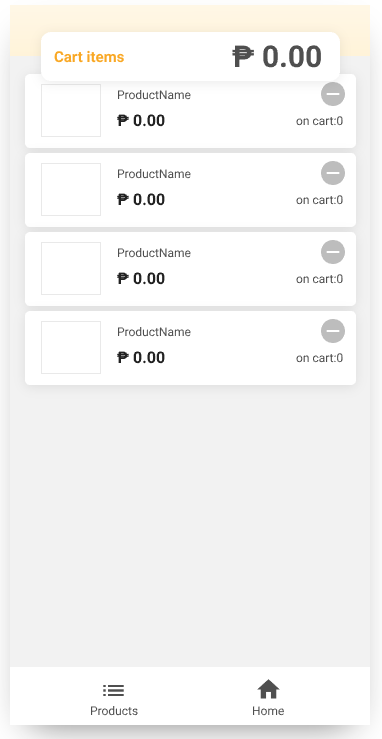 Cart items
₱ 0.00
ProductName
₱ 0.00
on cart:0
ProductName
₱ 0.00
on cart:0
ProductName
₱ 0.00
on cart:0
ProductName
₱ 0.00
on cart:0
Products
Home